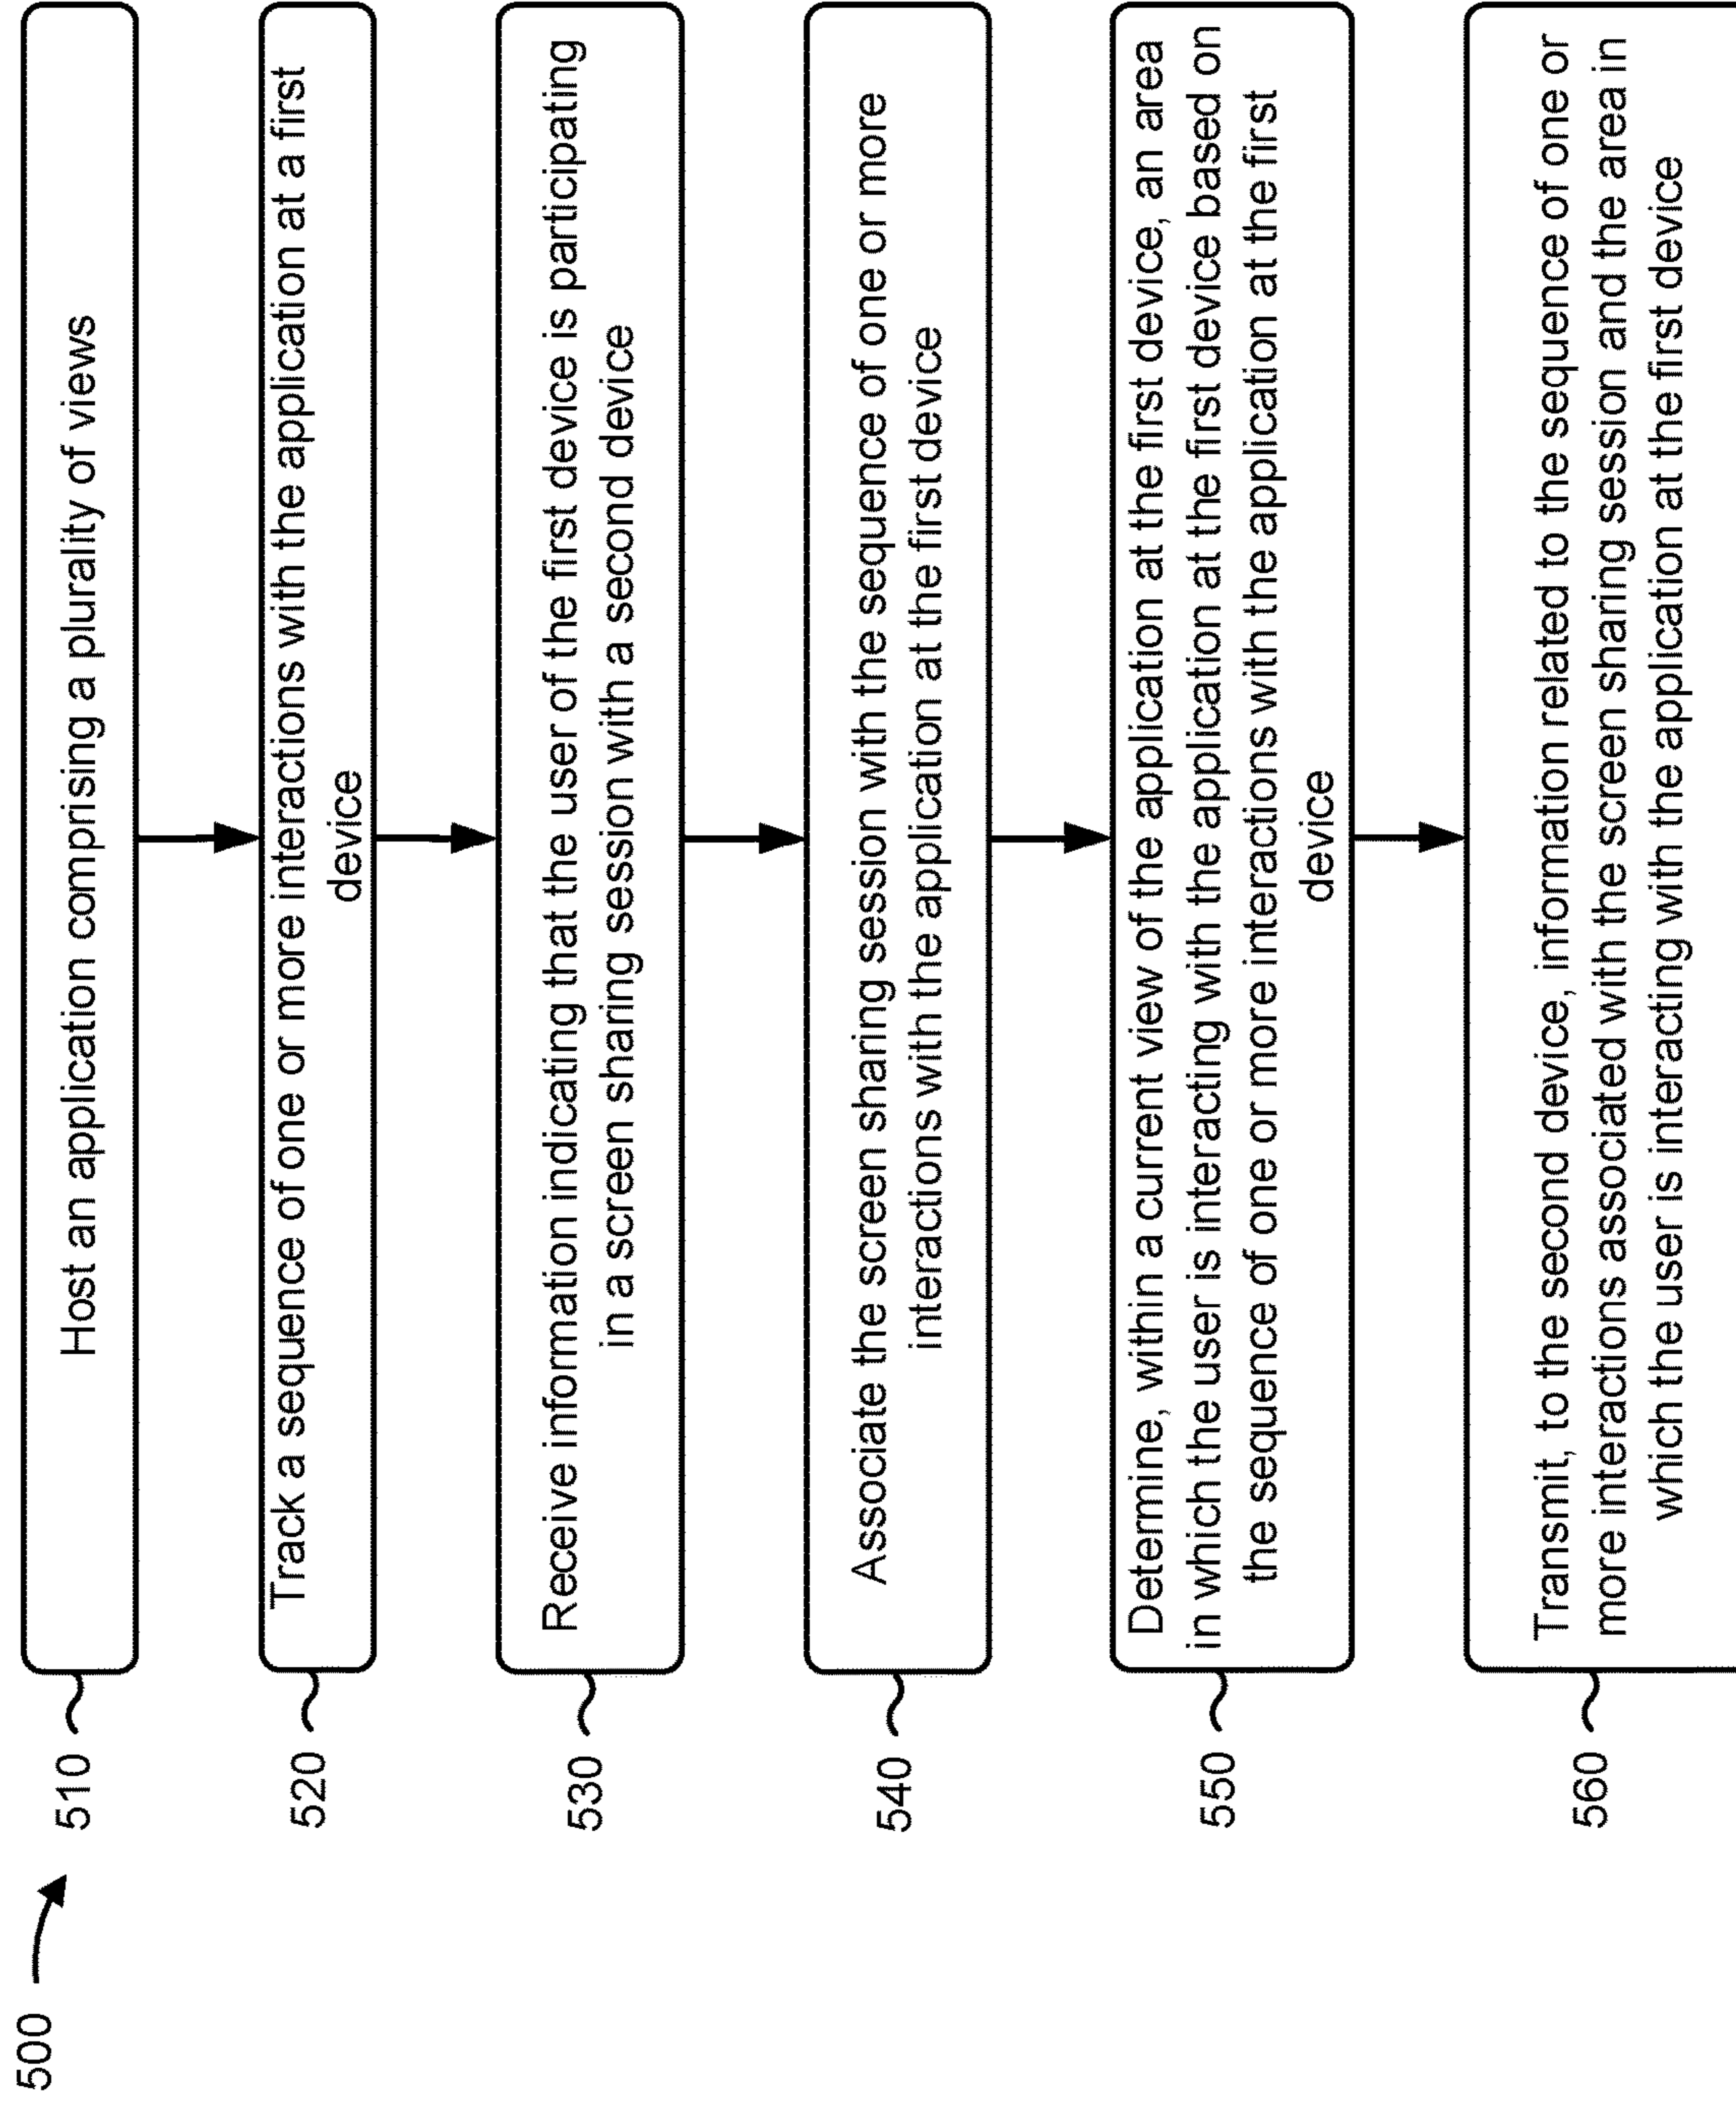 500
510
Host an application comprising a plurality of views
520
Track a sequence of one or more interactions with the application at a first
device
530
Receive information indicating that the user of the first device is participating
in a screen sharing session with a second device
540
Associate the screen sharing session with the sequence of one or more
interactions with the application at the first device
550
Determine, within a current view of the application at the first device, an area
in which the user is interacting with the application at the first device based on
the sequence of one or more interactions with the application at the first
device
560
Transmit, to the second device, information related to the sequence of one or
more interactions associated with the screen sharing session and the area in
which the user is interacting with the application at the first device